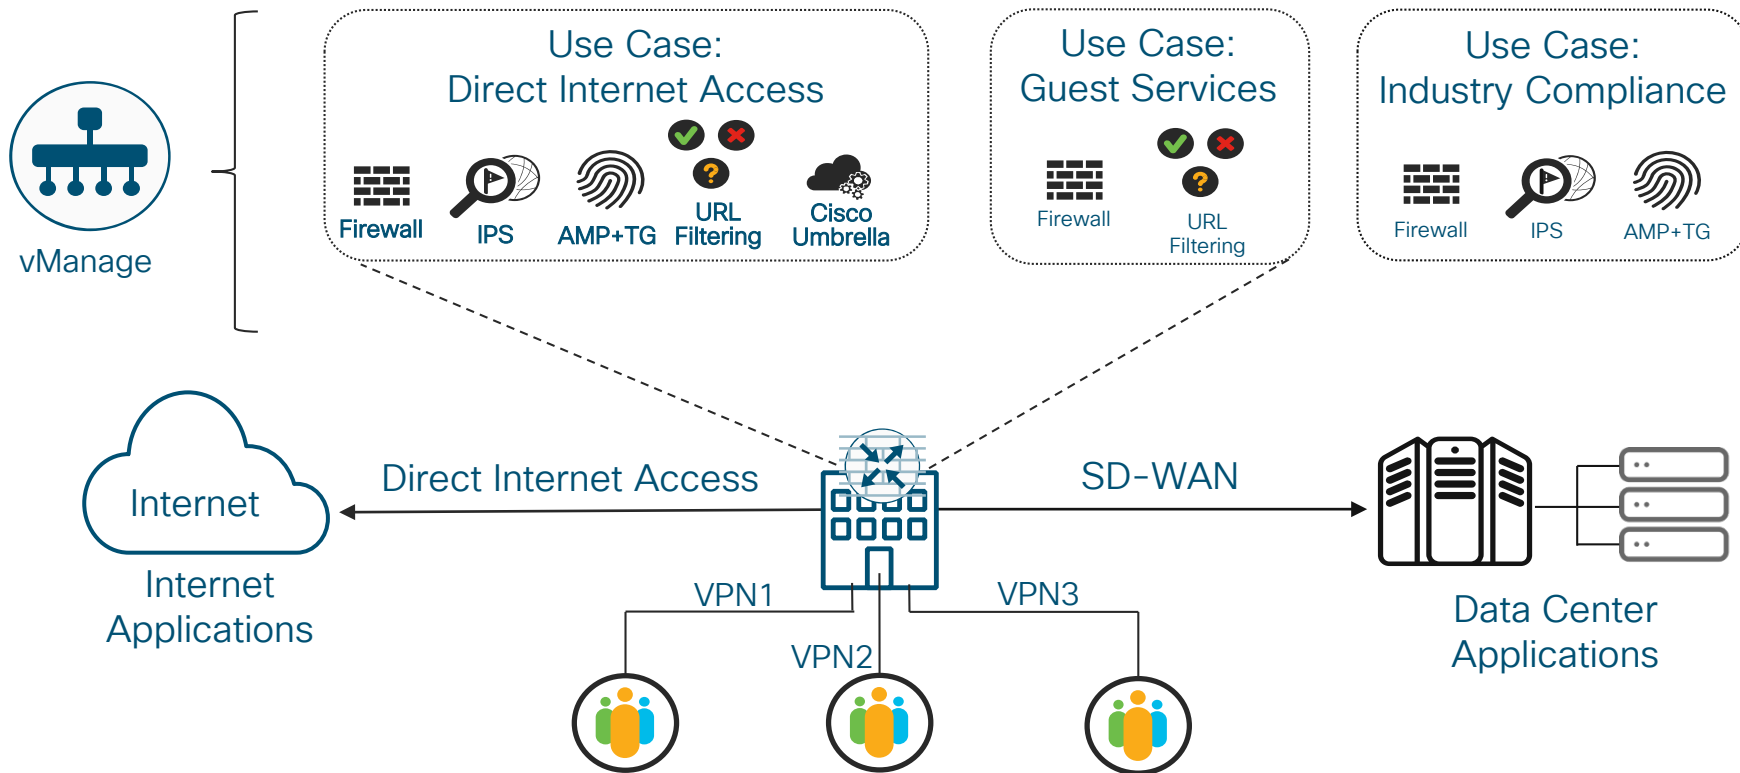 Use Case:
Direct Internet Access
Firewall
IPS
AMP+TG
URL
Filtering
Cisco
Umbrella
Use Case:
Guest Services
Firewall
URL
Filtering
Use Case:
Industry Compliance
Firewall
IPS
AMP+TG
vManage
Internet
Internet
Applications
Direct Internet Access
SD-WAN
VPN1
VPN2
VPN3
Data Center
Applications